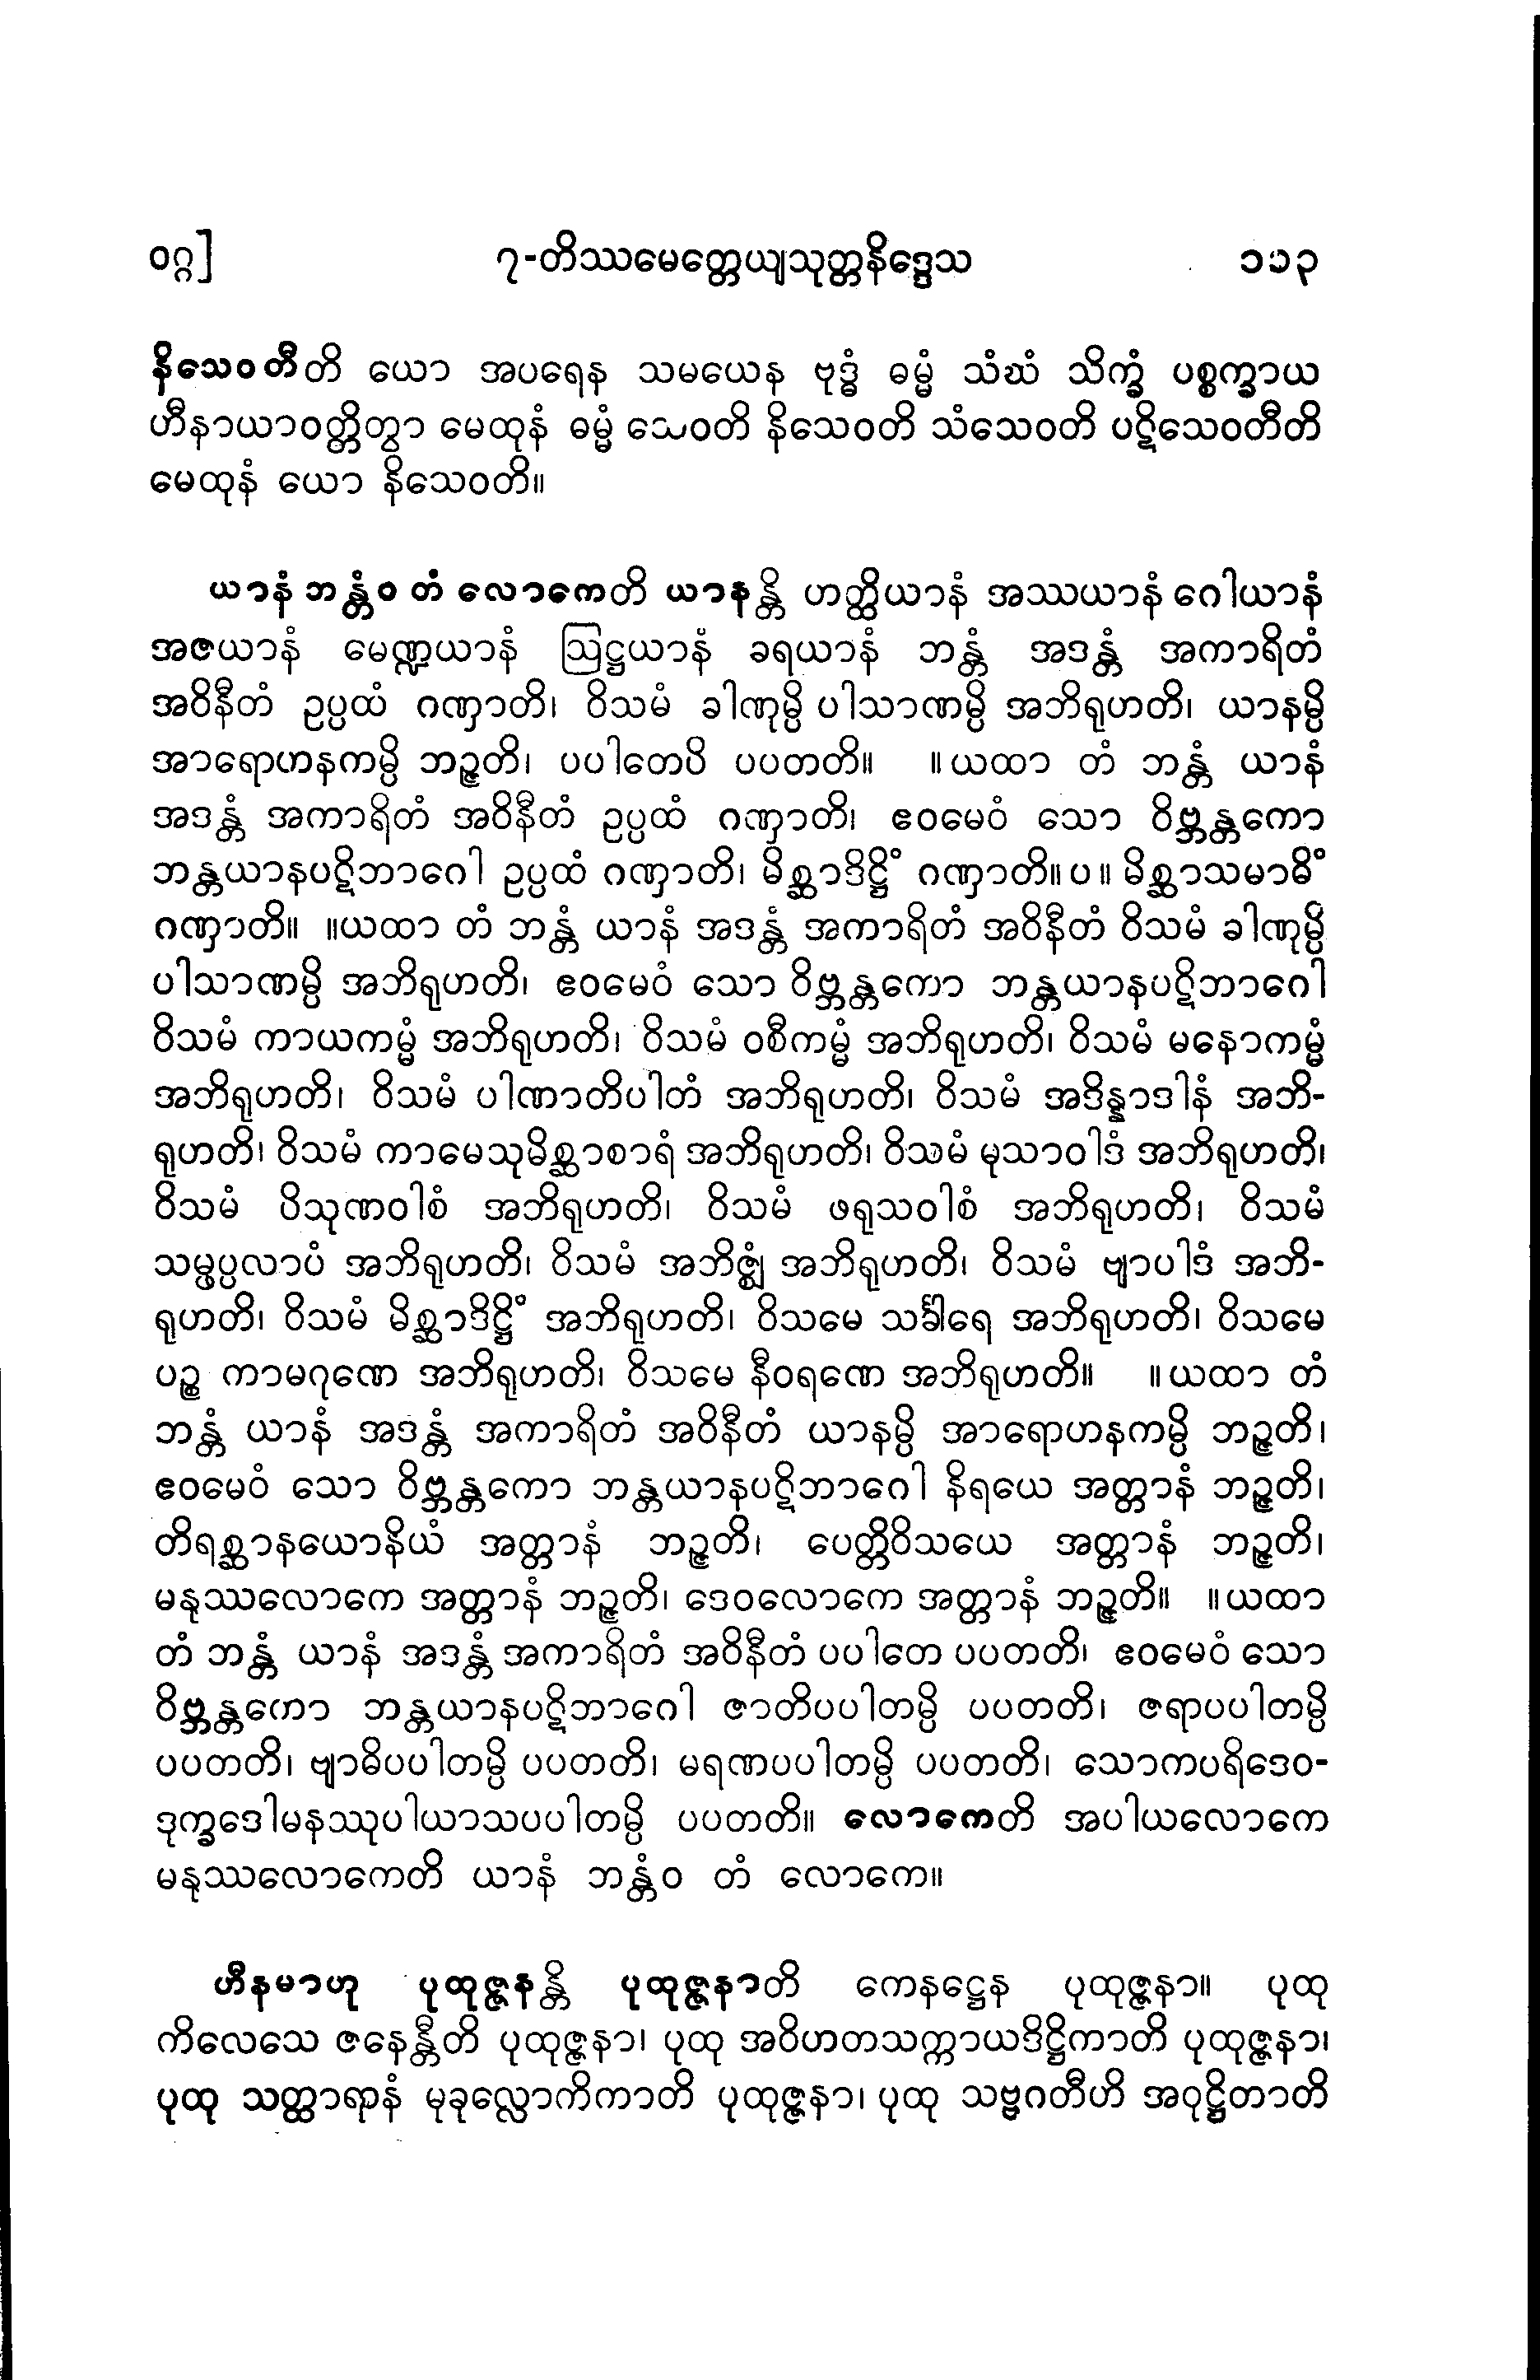 ဝဂ္ဂ] ၇-တိဿမေတ္တေယျသုတ္တနိဒ္ဒေသ ၁၁၃
နိသေဝတီတိ ယော အပရေန သမယေန ဗုဒ္ဓံ ဓမ္မံ သံဃံ သိက္ခံ ပစ္စက္ခာယ
ဟီနာယာဝတ္တိတွာ မေထုနံ ဓမ္မံ သေဝတိ နိသေဝတိ သံသေဝတိ ပဋိသေဝတီတိ
မေထုနံ ယော နိသေဝတိ။
ယာနံ ဘန္တံဝ တံ လောကေတိ ယာနန္တိ ဟတ္ထိယာနံ အဿယာနံ ဂေါယာနံ
အဇယာနံ မေဏ္ဍယာနံ ဩဋ္ဌယာနံ ခရယာနံ ဘန္တံ အဒန္တံ အကာရိတံ
အဝိနီတံ ဥပ္ပထံ ဂဏှာတိ၊ ဝိသမံ ခါဏုမ္ပိ ပါသာဏမ္ပိ အဘိရုဟတိ၊ ယာနမ္ပိ
အာရောဟနကမ္ပိ ဘဉ္ဇတိ၊ ပပါတေပိ ပပတတိ။ ။ယထာ တံ ဘန္တံ ယာနံ
အဒန္တံ အကာရိတံ အဝိနီတံ ဥပ္ပထံ ဂဏှာတိ၊ ဧဝမေဝံ သော ဝိဗ္ဘန္တကော
ဘန္တယာနပဋိဘာဂေါ ဥပ္ပထံ ဂဏှာတိ၊ မိစ္ဆာဒိဋ္ဌိံ ဂဏှာတိ။ပ။ မိစ္ဆာသမာဓိံ
ဂဏှာတိ။ ။ယထာ တံ ဘန္တံ ယာနံ အဒန္တံ အကာရိတံ အဝိနီတံ ဝိသမံ ခါဏုမ္ပိ
ပါသာဏမ္ပိ အဘိရုဟတိ၊ ဧဝမေဝံ သော ဝိဗ္ဘန္တကော ဘန္တယာနပဋိဘာဂေါ
ဝိသမံ ကာယကမ္မံ အဘိရုဟတိ၊ ဝိသမံ ဝစီကမ္မံ အဘိရုဟတိ၊ ဝိသမံ မနောကမ္မံ
အဘိရုဟတိ၊ ဝိသမံ ပါဏာတိပါတံ အဘိရုဟတိ၊ ဝိသမံ အဒိန္နာဒါနံ အဘိ-
ရုဟတိ၊ ဝိသမံ ကာမေသုမိစ္ဆာစာရံ အဘိရုဟတိ၊ ဝိသမံ မုသာဝါဒံ အဘိရုဟတိ၊
ဝိသမံ ပိသုဏဝါစံ အဘိရုဟတိ၊ ဝိသမံ ဖရုသဝါစံ အဘိရုဟတိ၊ ဝိသမံ
သမ္ဖပ္ပလာပံ အဘိရုဟတိ၊ ဝိသမံ အဘိဇ္ဈံ အဘိရုဟတိ၊ ဝိသမံ ဗျာပါဒံ အဘိ-
ရုဟတိ၊ ဝိသမံ မိစ္ဆာဒိဋ္ဌိံ အဘိရုဟတိ၊ ဝိသမေ သင်္ခါရေ အဘိရုဟတိ၊ ဝိသမေ
ပဉ္စ ကာမဂုဏေ အဘိရုဟတိ၊ ဝိသမေ နီဝရဏေ အဘိရုဟတိ။ ။ယထာ တံ
ဘန္တံ ယာနံ အဒန္တံ အကာရိတံ အဝိနီတံ ယာနမ္ပိ အာရောဟနကမ္ပိ ဘဉ္ဇတိ၊
ဧဝမေဝံ သော ဝိဗ္ဘန္တကော ဘန္တယာနပဋိဘာဂေါ နိရယေ အတ္တာနံ ဘဉ္ဇတိ၊
တိရစ္ဆာနယောနိယံ အတ္တာနံ ဘဉ္ဇတိ၊ ပေတ္တိဝိသယေ အတ္တာနံ ဘဉ္ဇတိ၊
မနုဿလောကေ အတ္တာနံ ဘဉ္ဇတိ၊ ဒေဝလောကေ အတ္တာနံ ဘဉ္ဇတိ။ ။ယထာ
တံ ဘန္တံ ယာနံ အဒန္တံ အကာရိတံ အဝိနီတံ ပပါတေ ပပတတိ၊ ဧဝမေဝံ သော
ဝိဗ္ဘန္တကော ဘန္တယာနပဋိဘာဂေါ ဇာတိပပါတမ္ပိ ပပတတိ၊ ဇရာပပါတမ္ပိ
ပပတတိ၊ ဗျာဓိပပါတမ္ပိ ပပတတိ၊ မရဏပပါတမ္ပိ ပပတတိ၊ သောကပရိဒေဝ-
ဒုက္ခဒေါမနဿုပါယာသပပါတမ္ပိ ပပတတိ။ လောကေတိ အပါယလောကေ
မနုဿလောကေတိ ယာနံ ဘန္တံဝ တံ လောကေ။
ဟီနမာဟု ပုထုဇ္ဇနန္တိ ပုထုဇ္ဇနာတိ ကေနဋ္ဌေန ပုထုဇ္ဇနာ။ ပုထု
ကိလေသေ ဇနေန္တီတိ ပုထုဇ္ဇနာ၊ ပုထု အဝိဟတသက္ကာယဒိဋ္ဌိကာတိ ပုထုဇ္ဇနာ၊
ပုထု သတ္ထာရာနံ မုခုလ္လောကိကာတိ ပုထုဇ္ဇနာ၊ ပုထု သဗ္ဗဂတီဟိ အဝုဋ္ဌိတာတိ